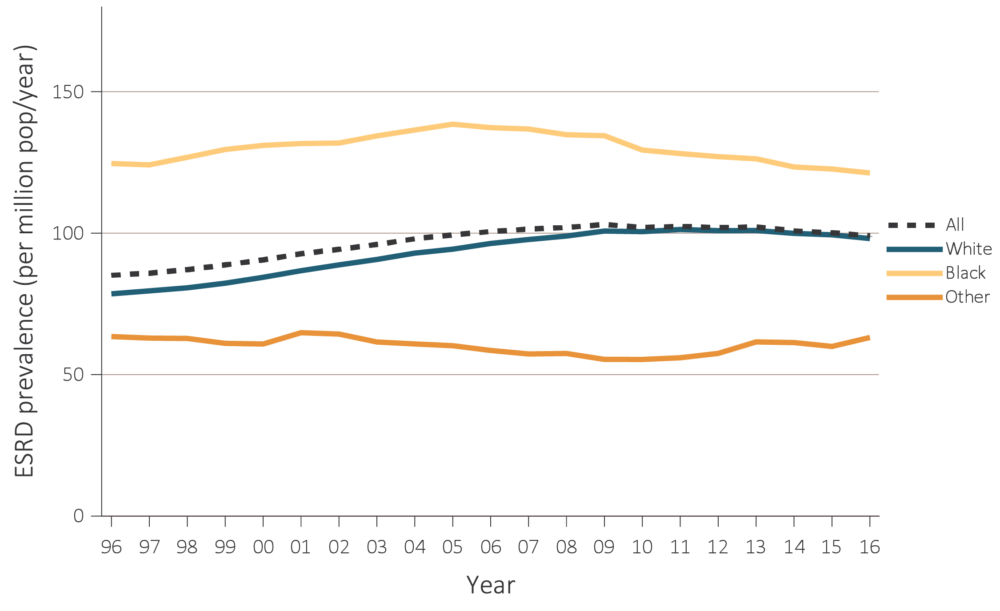 ESRD prevalence (per million pop/year)
150
100
50
0
96 97 98 99 00 01 02 03 04 05 06 07 08 09 10 11 12 13 14 15 16
Year
All
White
Black
Other